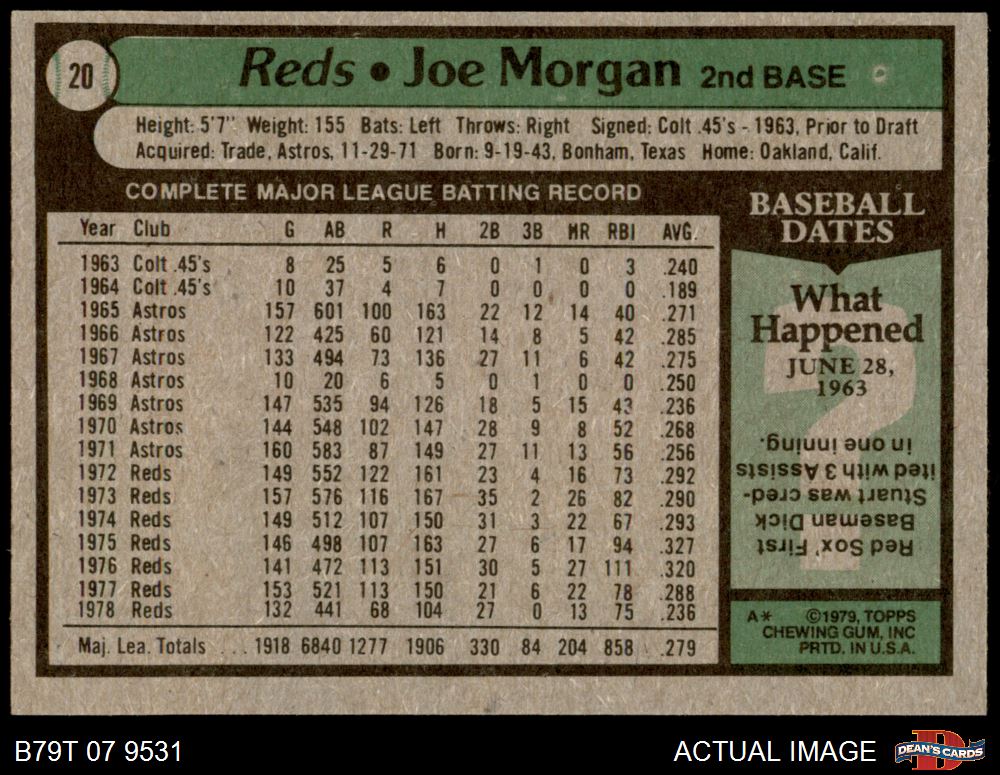 20
Reds • Joe Morgan 2nd BASE
Height: 5'7" Weight: 155 Bats: Left Throws: Right Signed: Colt .45's - 1963, Prior to Draft
Acquired: Trade, Astros, 11-29-71 Born: 9-19-43, Bonham, Texas Home: Oakland, Calif.
COMPLETE MAJOR LEAGUE BATTING RECORD
Year Club G AB R H 2B 3B HR RBI AVG.
1963 Colt .45's 8 25 5 6 0 1 0 3 .240
1964 Colt .45's 10 37 4 7 0 0 0 0 .189
1965 Astros 157 601 100 163 22 12 14 40 .271
1966 Astros 122 425 60 121 14 8 5 42 .285
1967 Astros 133 494 73 136 27 11 6 42 .275
1968 Astros 10 20 6 5 0 1 0 0 .250
1969 Astros 147 535 94 126 18 5 15 43 .236
1970 Astros 144 548 102 147 28 9 8 52 .268
1971 Astros 160 583 87 149 27 11 13 56 .256
1972 Reds 149 552 122 161 23 4 16 73 .292
1973 Reds 157 576 116 167 35 2 26 82 .290
1974 Reds 149 512 107 150 31 3 22 67 .293
1975 Reds 146 498 107 163 27 6 17 94 .327
1976 Reds 141 472 113 151 30 5 27 111 .320
1977 Reds 153 521 113 150 21 6 22 78 .288
1978 Reds 132 441 68 104 27 0 13 75 .236
Maj. Lea. Totals ... 1918 6840 1277 1906 330 84 204 858 .279
BASEBALL
DATES
What
Happened
JUNE 28,
1963
?
Red Sox' First
Baseman Dick
Stuart was cred-
ited with 3 Assists
in one inning.
A* ©1979, TOPPS
CHEWING GUM, INC
PRTD. IN U.S.A.
B79T 07 9531
ACTUAL IMAGE
D
DEAN'S CARDS